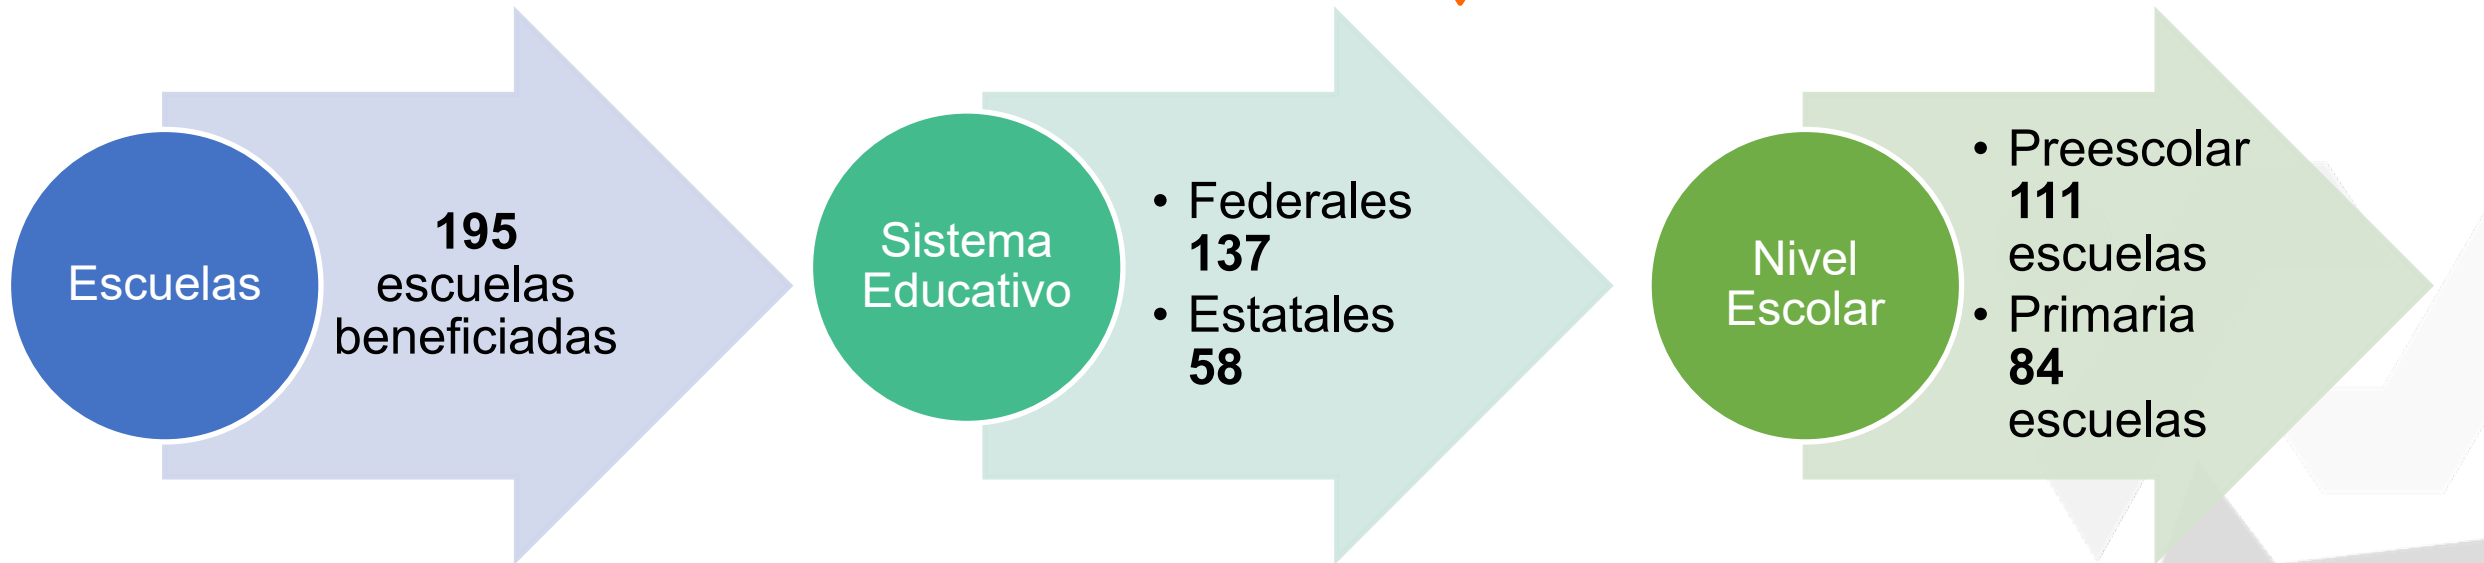 Escuelas
195
escuelas
beneficiadas
Sistema
Educativo
• Federales
137
• Estatales
58
Nivel
Escolar
• Preescolar
111
escuelas
• Primaria
84
escuelas